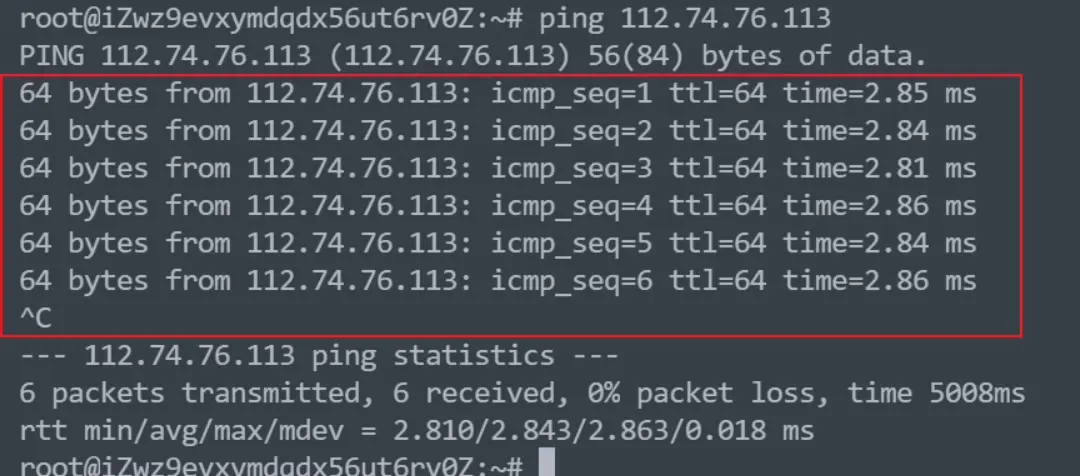 root@iZwz9evxymdqdx56ut6rv0Z:~# ping 112.74.76.113
PING 112.74.76.113 (112.74.76.113) 56(84) bytes of data.
64 bytes from 112.74.76.113: icmp_seq=1 ttl=64 time=2.85 ms
64 bytes from 112.74.76.113: icmp_seq=2 ttl=64 time=2.84 ms
64 bytes from 112.74.76.113: icmp_seq=3 ttl=64 time=2.81 ms
64 bytes from 112.74.76.113: icmp_seq=4 ttl=64 time=2.86 ms
64 bytes from 112.74.76.113: icmp_seq=5 ttl=64 time=2.84 ms
64 bytes from 112.74.76.113: icmp_seq=6 ttl=64 time=2.86 ms
^C
--- 112.74.76.113 ping statistics ---
6 packets transmitted, 6 received, 0% packet loss, time 5008ms
rtt min/avg/max/mdev = 2.810/2.843/2.863/0.018 ms
root@iZwz9evxymdqdx56ut6rv0Z:~#